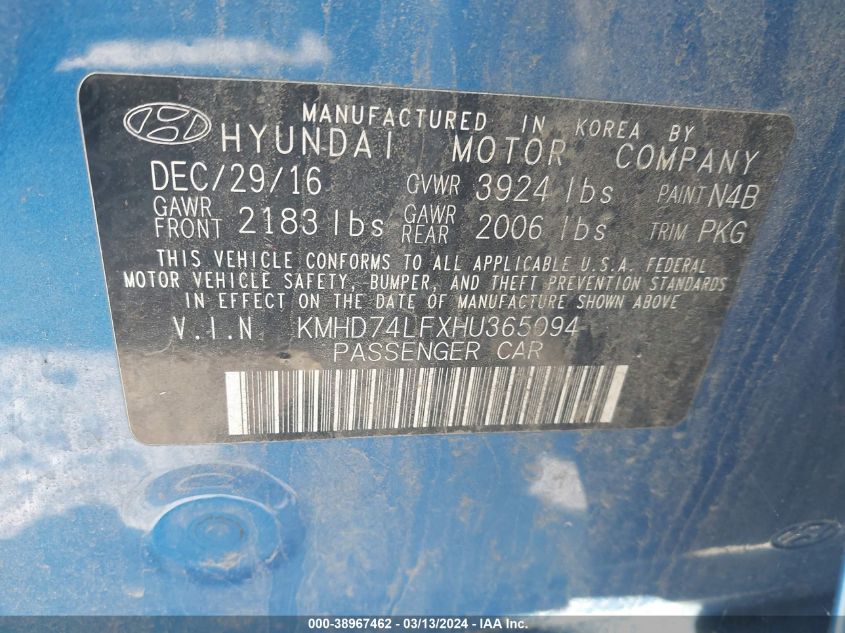 MANUFACTURED IN KOREA BY
HYUNDAI MOTOR COMPANY
DEC/29/16 GVWR 3924 lbs PAINT N4B
GAWR FRONT 2183 lbs GAWR REAR 2006 lbs TRIM PKG
THIS VEHICLE CONFORMS TO ALL APPLICABLE U.S.A. FEDERAL
MOTOR VEHICLE SAFETY, BUMPER, AND THEFT PREVENTION STANDARDS
IN EFFECT ON THE DATE OF MANUFACTURE SHOWN ABOVE
V.I.N KMHD74LFXHU365094
PASSENGER CAR
000-38967462 - 03/13/2024 - IAA Inc.